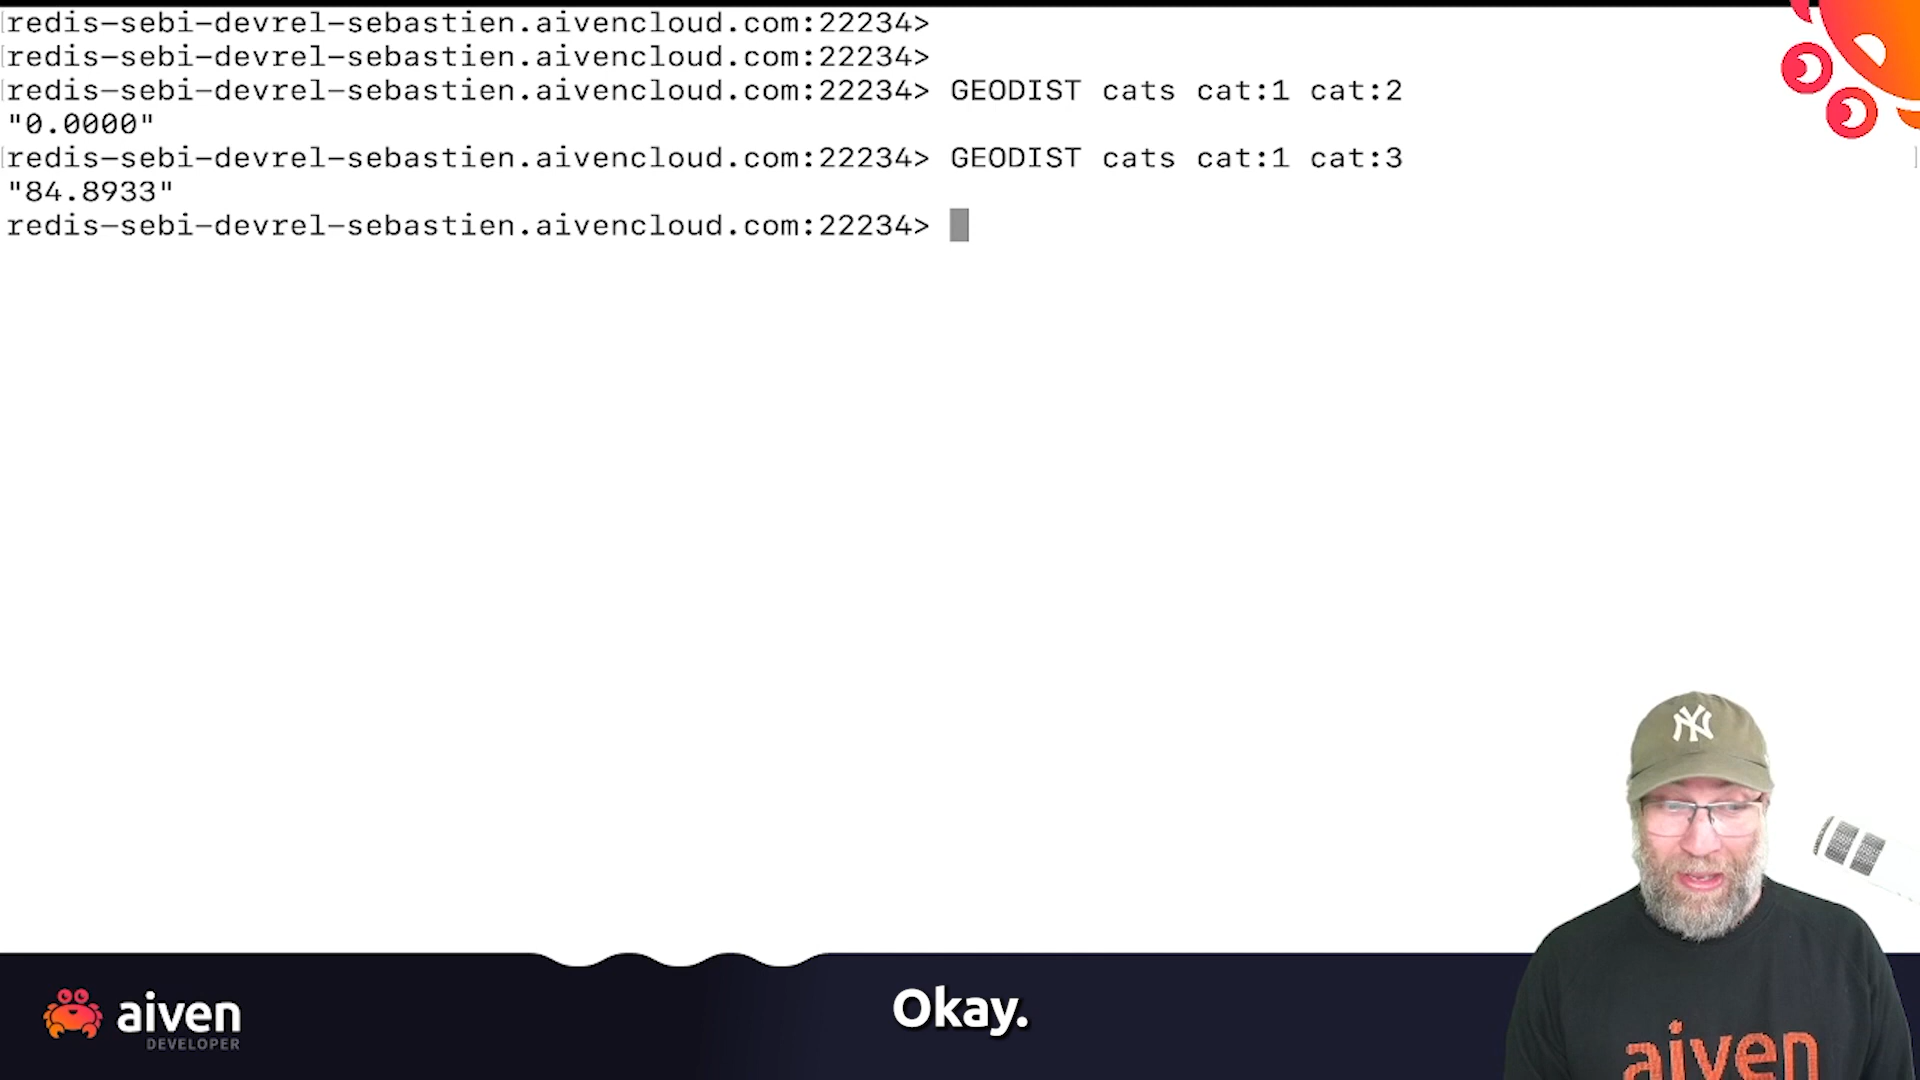 redis-sebi-devrel-sebastien.aivencloud.com:22234>
redis-sebi-devrel-sebastien.aivencloud.com:22234>
redis-sebi-devrel-sebastien.aivencloud.com:22234> GEODIST cats cat:1 cat:2
"0.0000"
redis-sebi-devrel-sebastien.aivencloud.com:22234> GEODIST cats cat:1 cat:3
"84.8933"
redis-sebi-devrel-sebastien.aivencloud.com:22234>
NY
aiven
DEVELOPER
Okay.
aiven